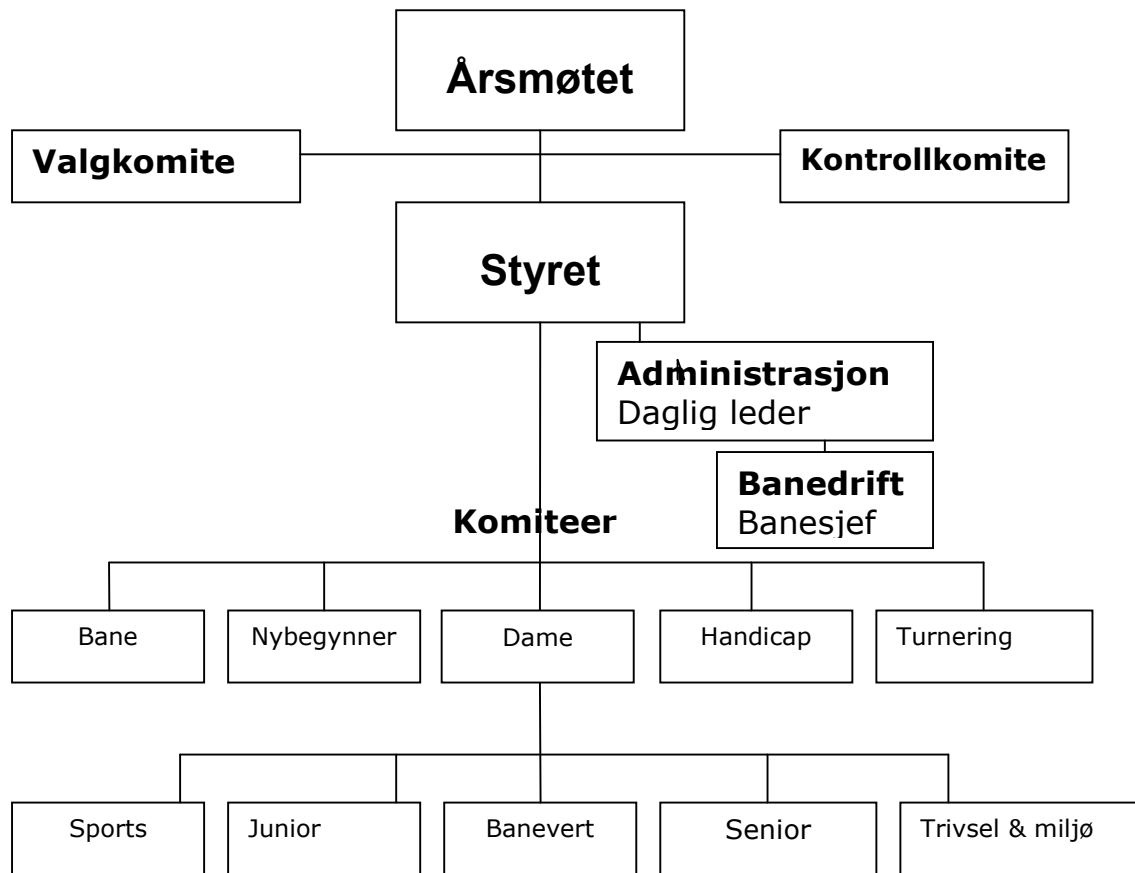 Årsmøtet
Valgkomite
Kontrollkomite
Styret
Administrasjon
Daglig leder
Banedrift
Banesjef
Komiteer
Bane
Nybegynner
Dame
Handicap
Turnering
Sports
Junior
Banevert
Senior
Trivsel & miljø